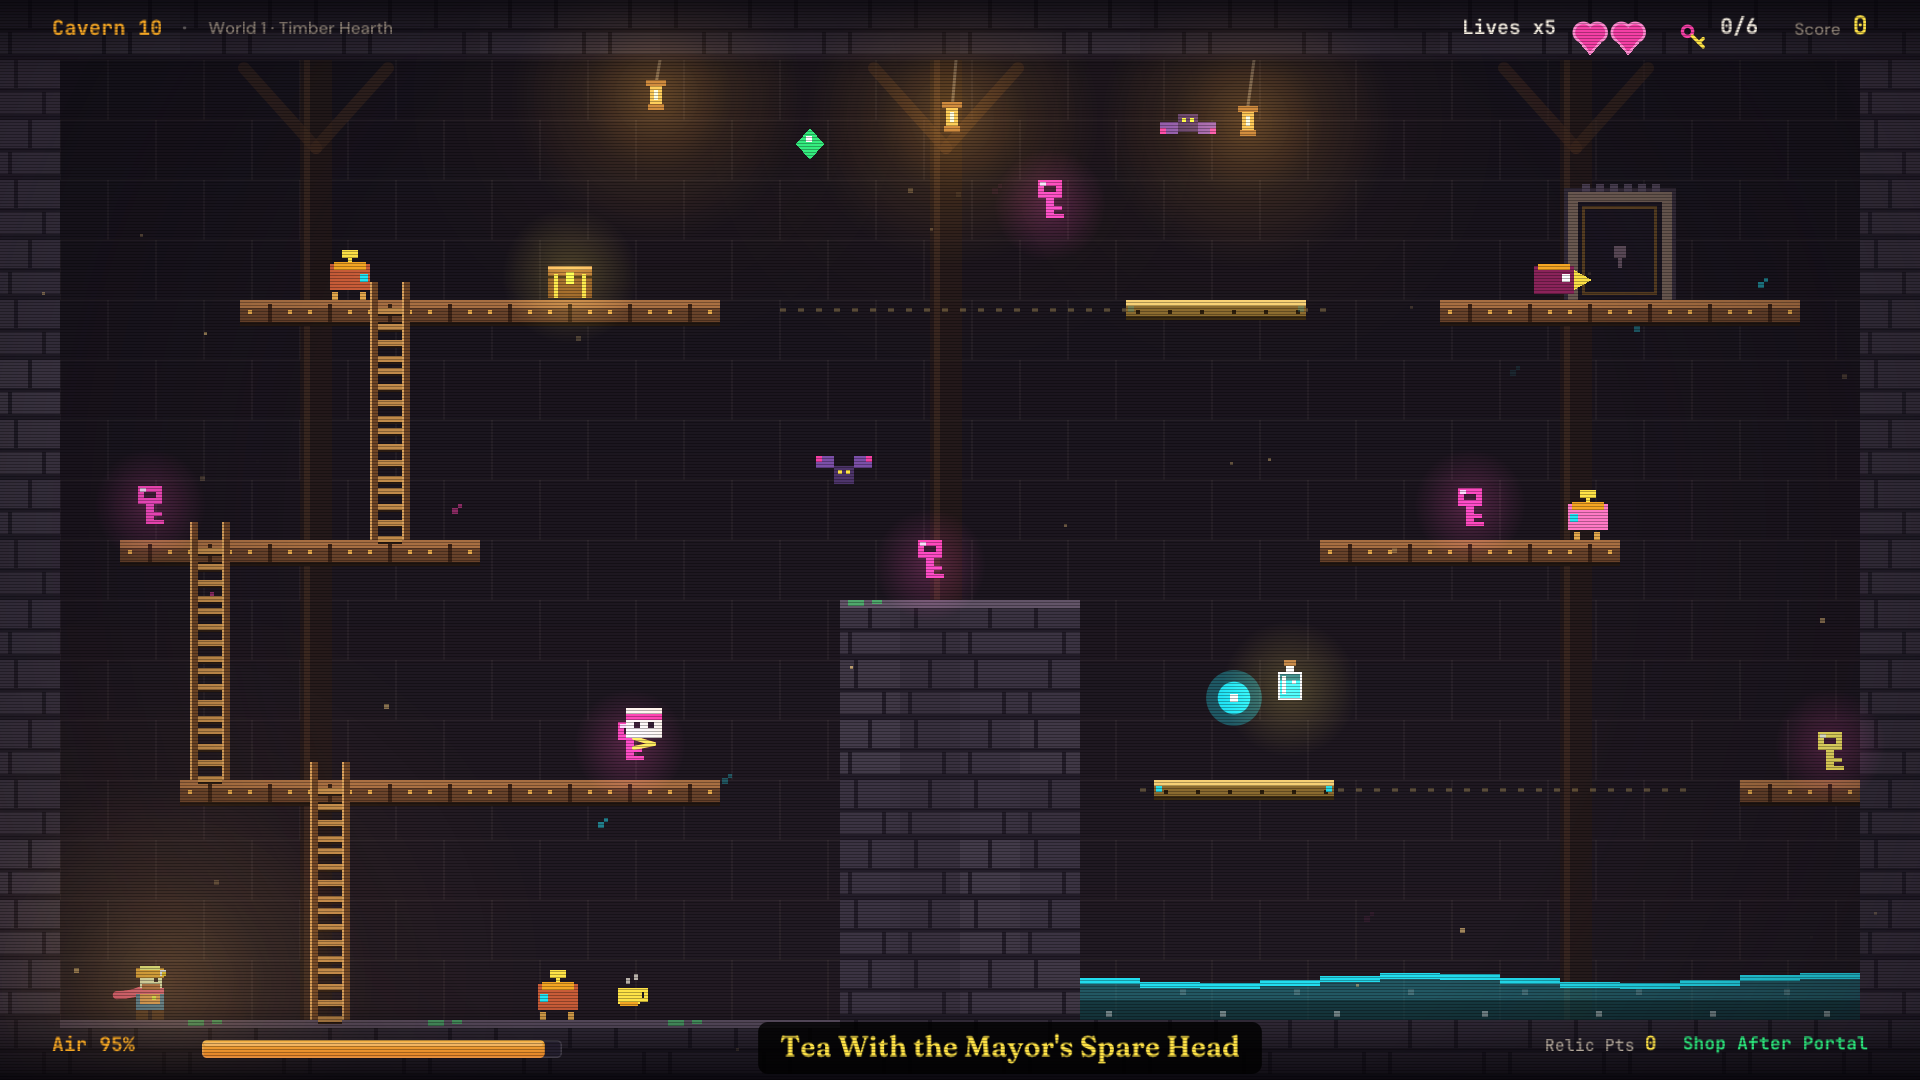 Cavern 10 · World 1 · Timber Hearth
Lives x5
0/6
Score 0
Air 95%
Tea With the Mayor's Spare Head
Relic Pts 0
Shop After Portal